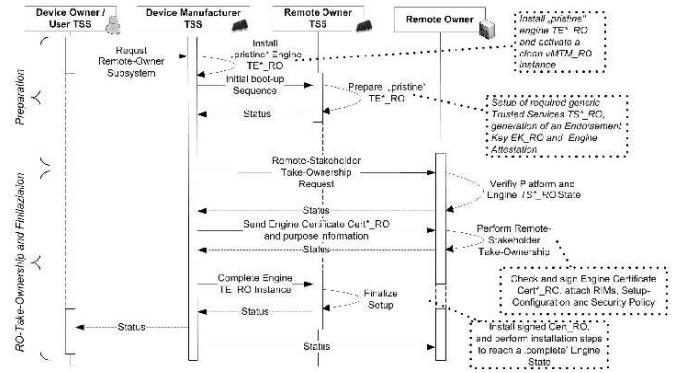 Device Owner /
User TSS
Device Manufacturer
TSS
Remote Owner
TSS
Remote Owner
Preparation
Requst
Remote-Owner
Subsystem
Install
„pristine“ Engine
TE*_RO
Install „pristine“
engine TE*_RO
and activate a
clean vMTM_RO
instance
Initial boot-up
Sequence
Prepare „pristine“
TE*_RO
Status
Setup of required generic
Trusted Services TS*_RO,
generation of an Endorsement
Key EK_RO and Engine
Attestation
RO-Take-Ownership and Finliaziation
Remote-Stakeholder
Take-Ownership
Request
Verifiy Platform and
Engine TS*_RO State
Status
Send Engine Certificate Cert*_RO
and purpose information
Perform Remote-
Stakeholder
Take-Ownership
Status
Check and sign Engine Certificate
Cert*_RO, attach RIMs, Setup-
Configuration and Security Policy
Complete Engine
TE_RO Instance
Finalize
Setup
Status
Status
Install signed Cert_RO,
and perform installation steps
to reach a ‚complete‘ Engine
State
Status